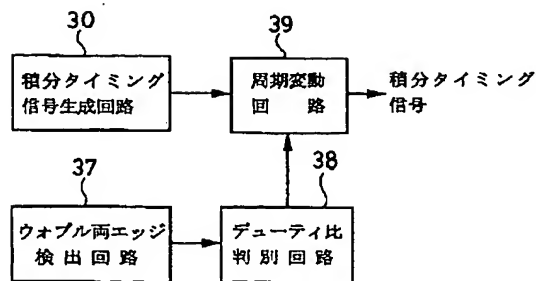 30
積分タイミング
信号生成回路
39
周期変動
回路
積分タイミング
信号
37
ウォブル両エッジ
検出回路
38
デューティ比
判別回路